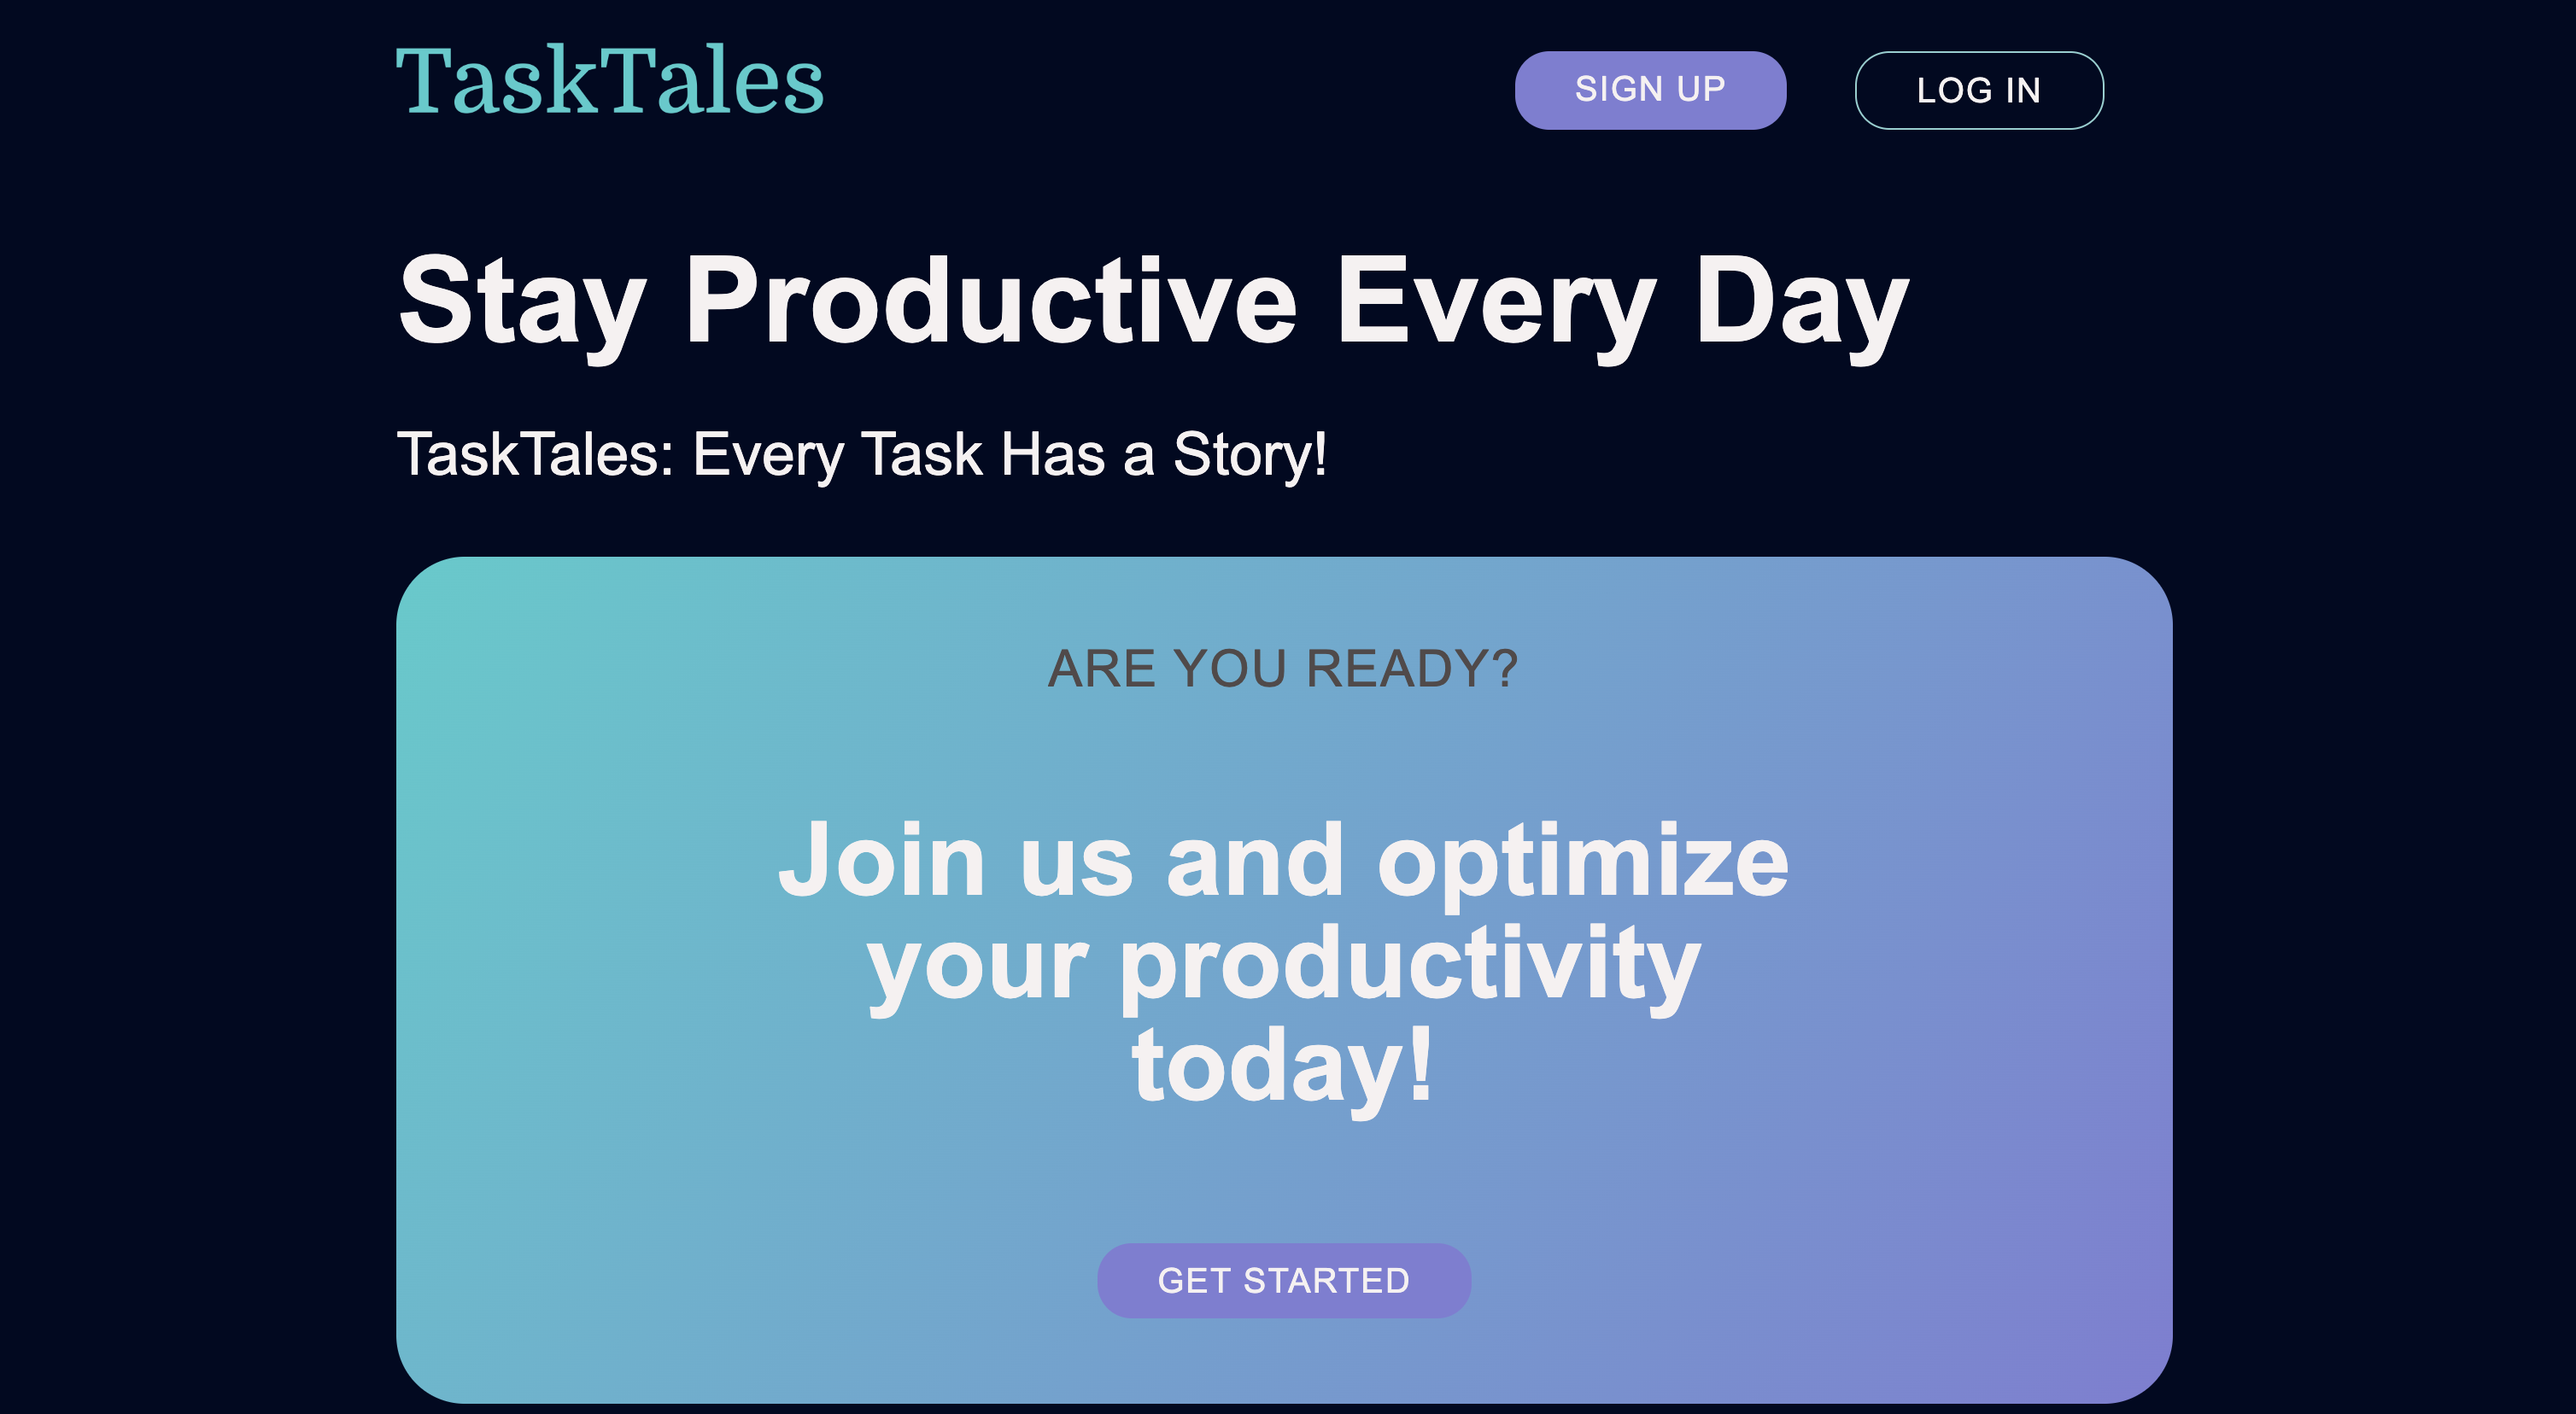 TaskTales
SIGN UP
LOG IN
Stay Productive Every Day
TaskTales: Every Task Has a Story!
ARE YOU READY?
Join us and optimize
your productivity
today!
GET STARTED